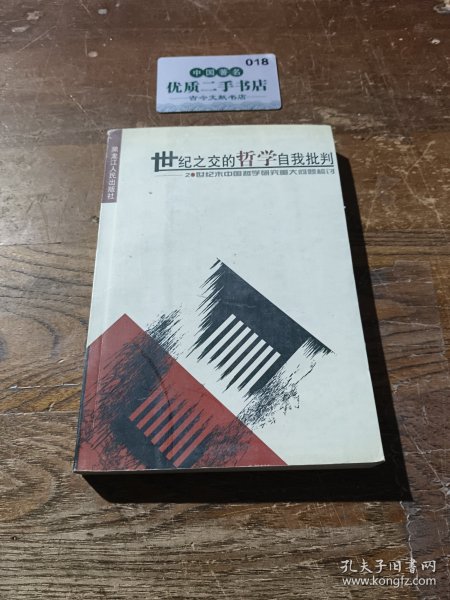 018
中国著名
优质二手书店
古今文献书店
黑龙江人民出版社
世纪之交的哲学自我批判
20世纪末中国哲学研究重大问题检讨
孔夫子旧书网
www.kongfz.com